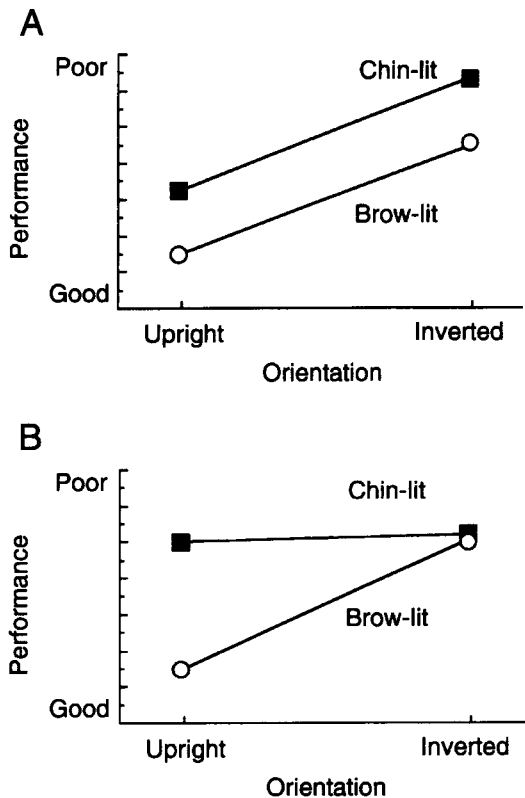 A
Poor
Chin-lit
Performance
Brow-lit
Good
Upright
Inverted
Orientation
B
Poor
Chin-lit
Performance
Brow-lit
Good
Upright
Inverted
Orientation